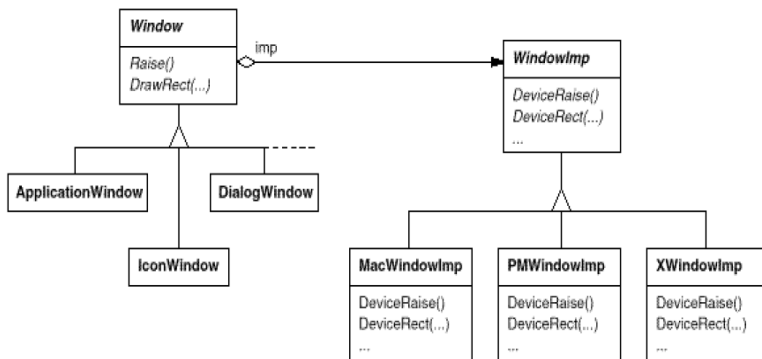 Window
Raise()
DrawRect(...)
imp
WindowImp
DeviceRaise()
DeviceRect(...)
...
ApplicationWindow
DialogWindow
IconWindow
MacWindowImp
DeviceRaise()
DeviceRect(...)
...
PMWindowImp
DeviceRaise()
DeviceRect(...)
...
XWindowImp
DeviceRaise()
DeviceRect(...)
...